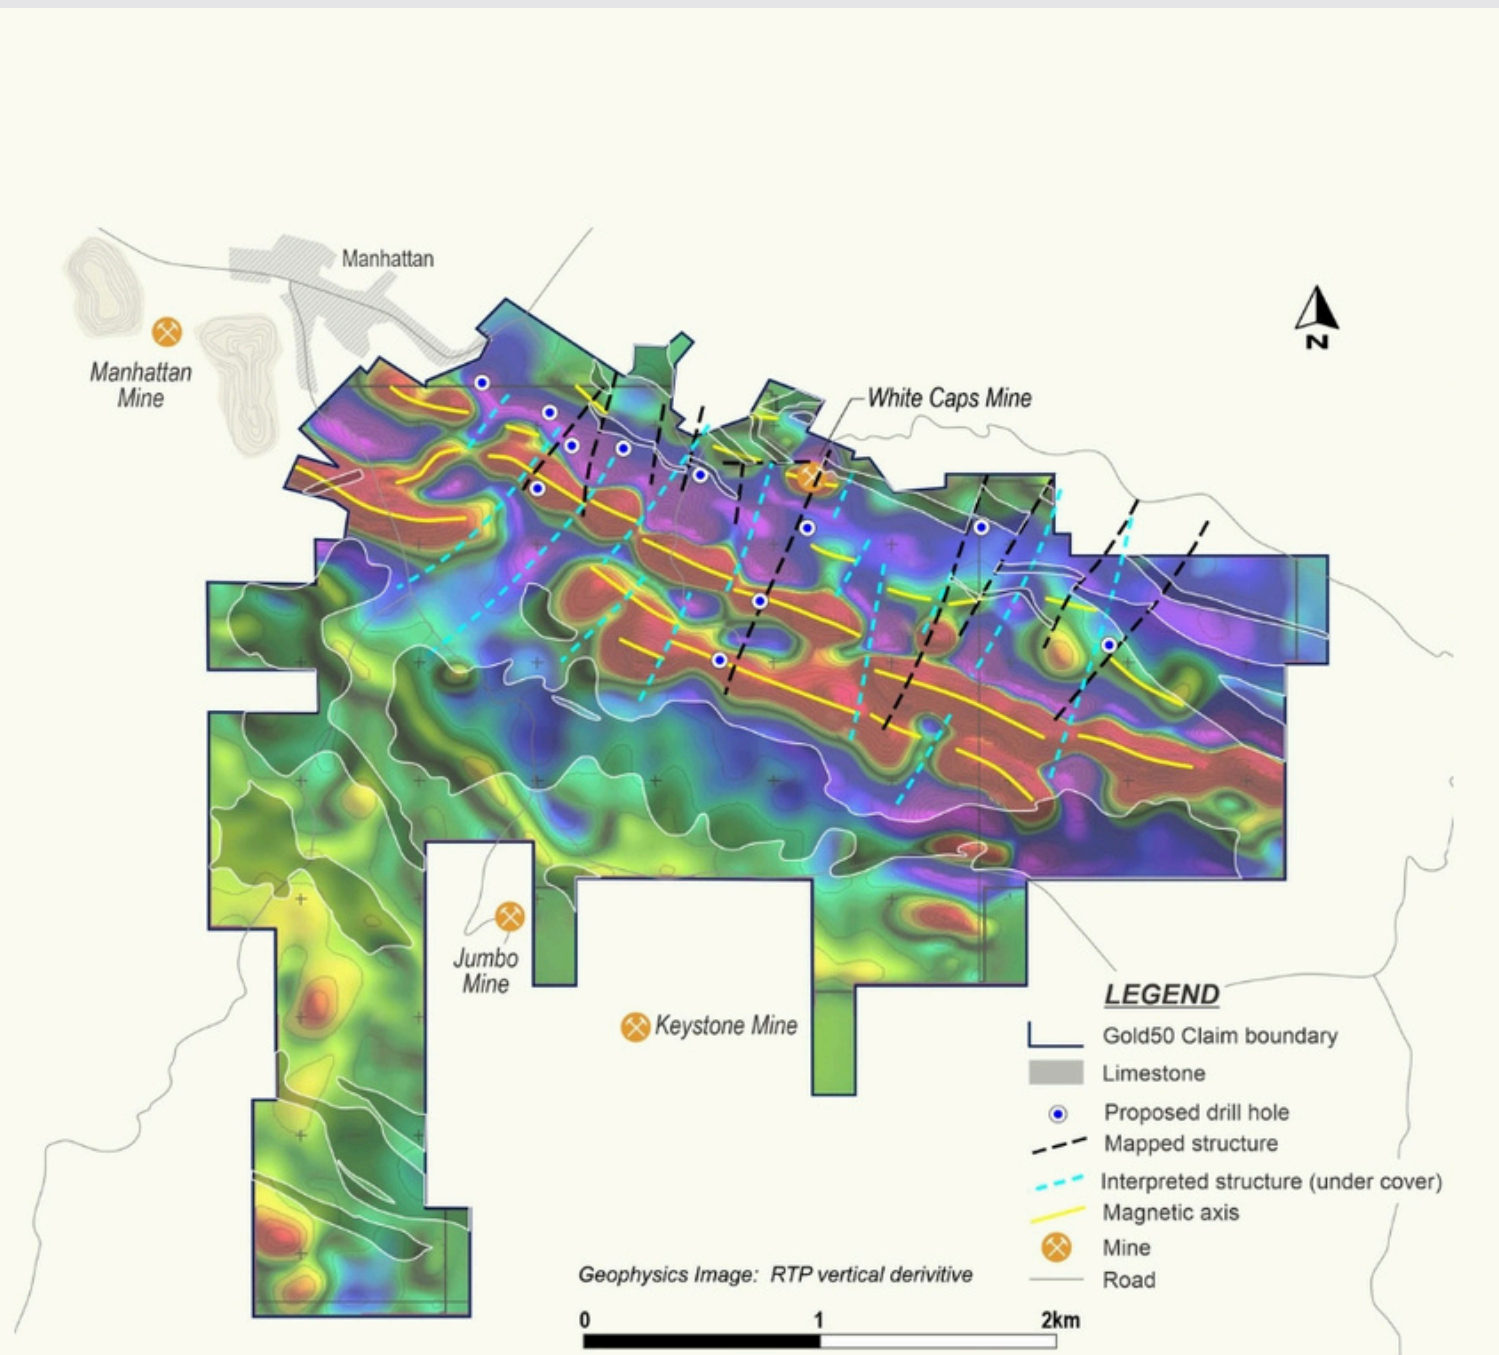 Manhattan
Manhattan
Mine
White Caps Mine
N
Jumbo
Mine
Keystone Mine
LEGEND
Gold50 Claim boundary
Limestone
Proposed drill hole
Mapped structure
Interpreted structure (under cover)
Magnetic axis
Mine
Road
Geophysics Image: RTP vertical derivitive
0 1 2km